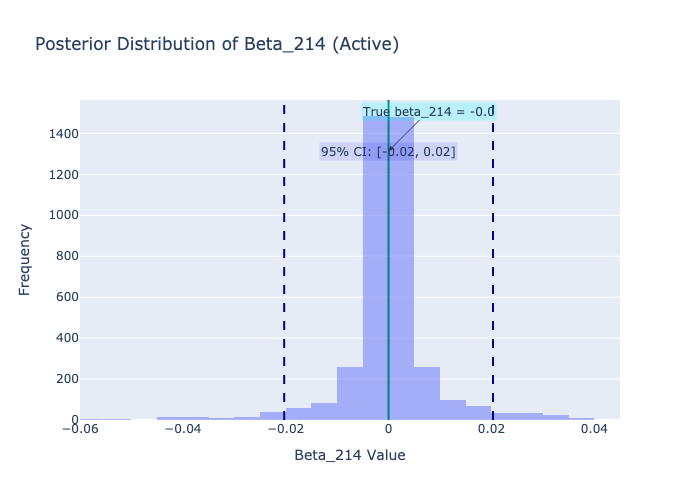 Posterior Distribution of Beta_214 (Active)
True beta_214 = -0.0
95% CI: [-0.02, 0.02]
1400
1200
1000
800
600
400
200
0
Frequency
−0.06
−0.04
−0.02
0
0.02
0.04
Beta_214 Value